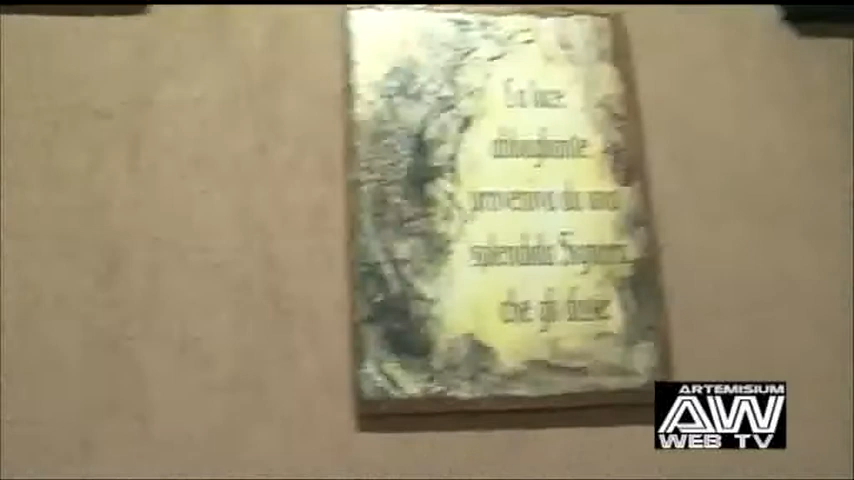 La luce
abbagliante
proveniva da una
splendida Signora
che gli disse
ARTEMISIUM
AW
WEB TV